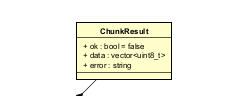 ChunkResult
+ ok : bool = false
+ data : vector<uint8_t>
+ error : string